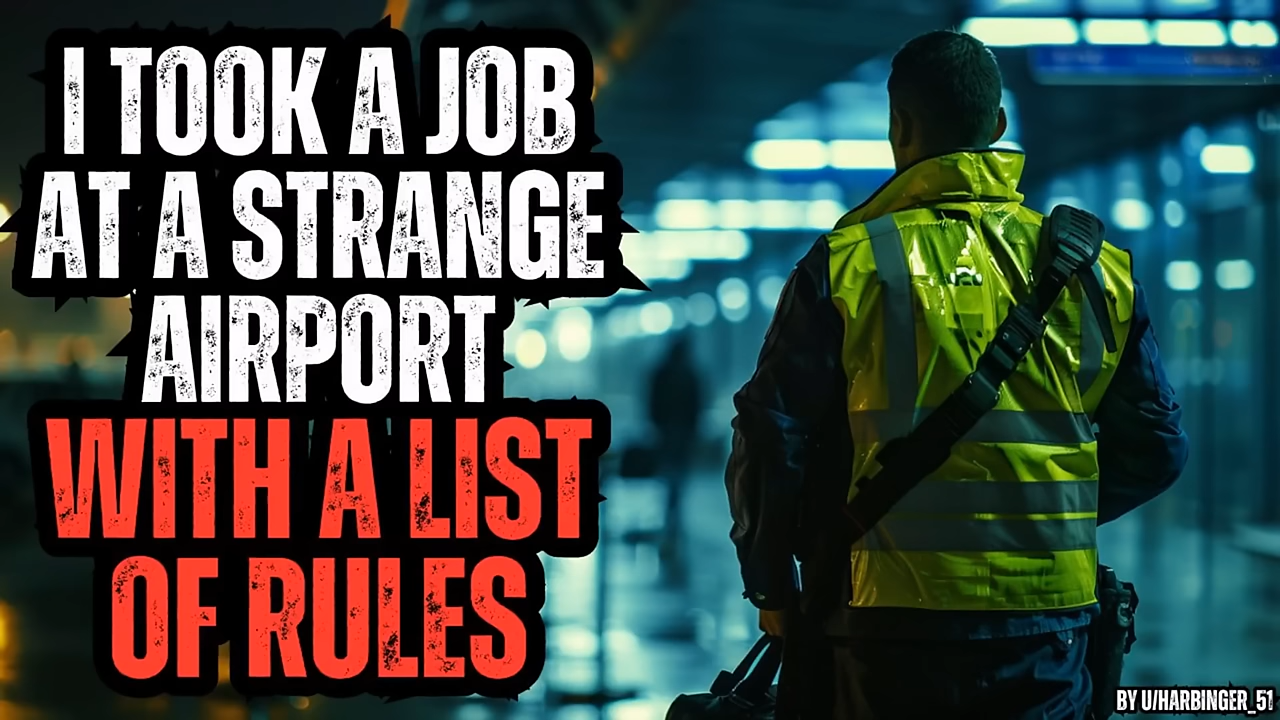 I TOOK A JOB
AT A STRANGE
AIRPORT
WITH A LIST
OF RULES
BY U/HARBINGER_51